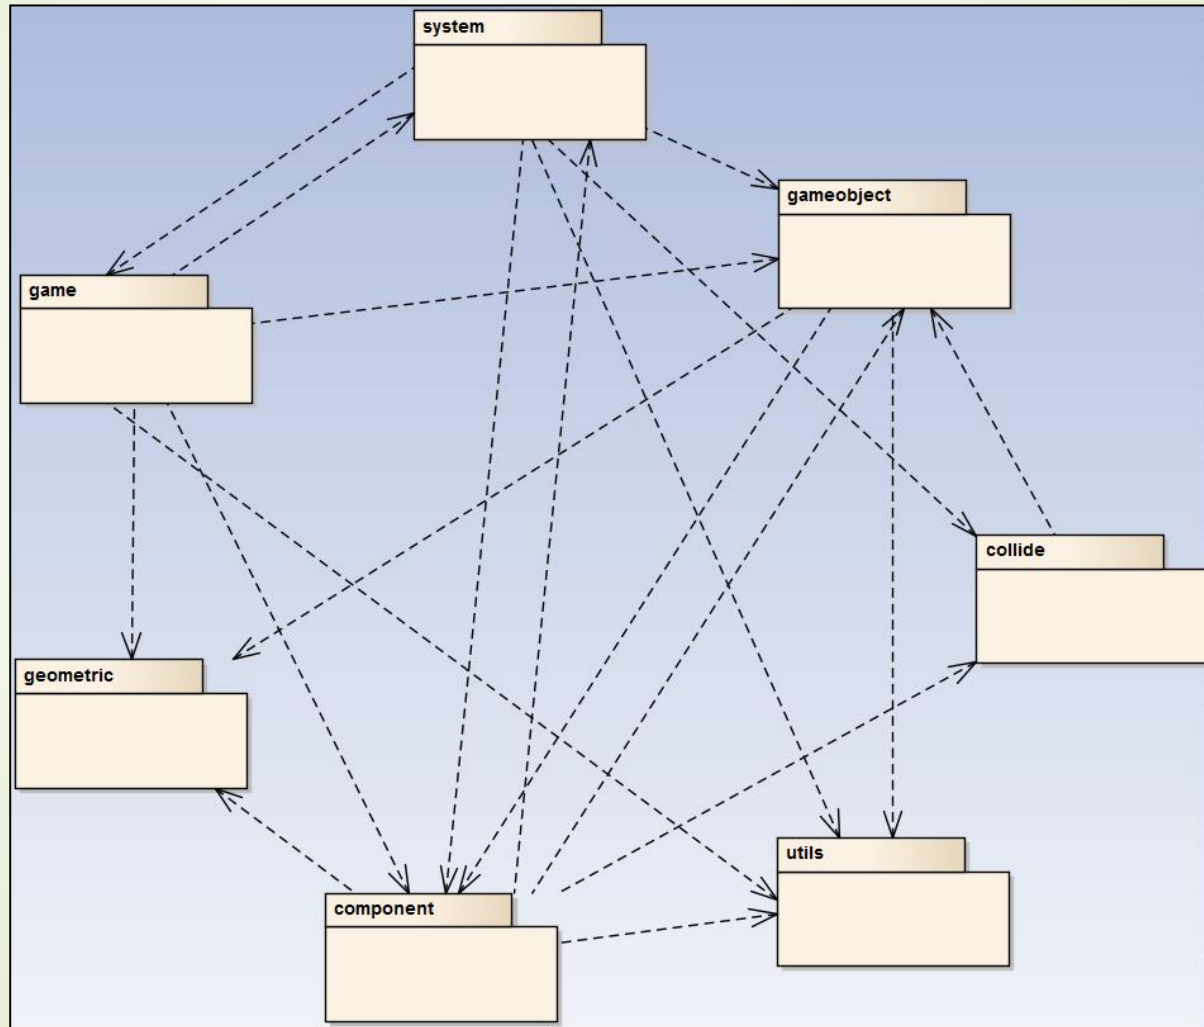 system
gameobject
game
collide
geometric
utils
component